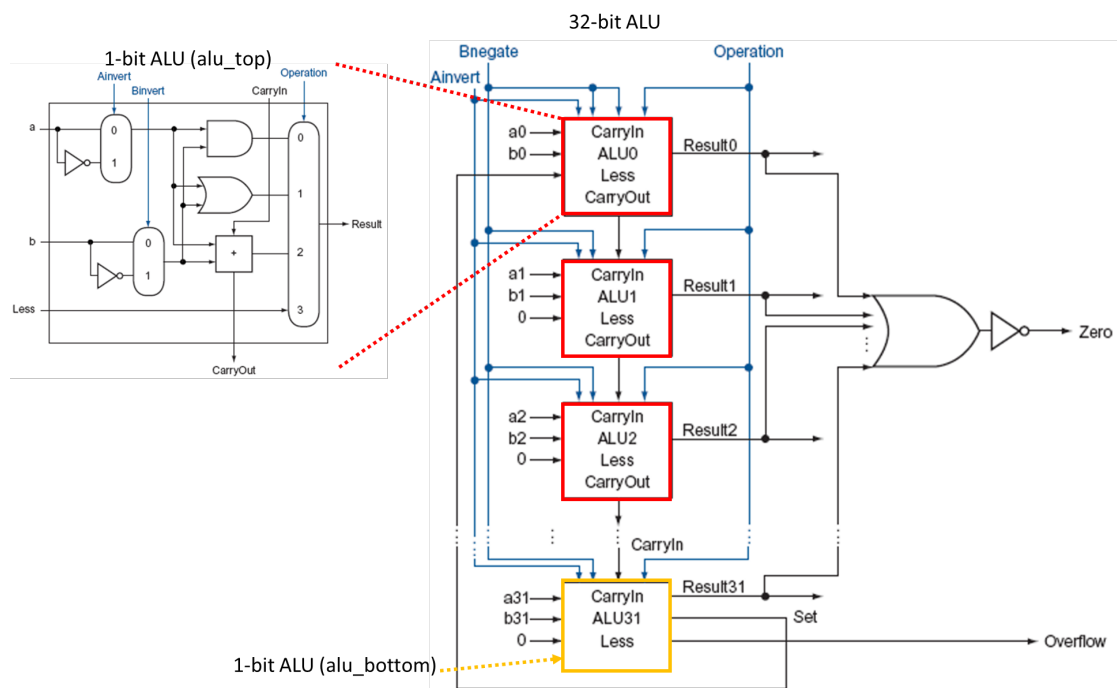 32-bit ALU
1-bit ALU (alu_top)
Ainvert
Binvert
Operation
CarryIn
a
0
1
0
1
b
0
1
+
2
Result
Less
3
CarryOut
Bnegate
Ainvert
Operation
a0
b0
CarryIn
ALU0
Less
CarryOut
Result0
a1
b1
0
CarryIn
ALU1
Less
CarryOut
Result1
Zero
a2
b2
0
CarryIn
ALU2
Less
CarryOut
Result2
CarryIn
a31
b31
0
CarryIn
ALU31
Less
Result31
Set
Overflow
1-bit ALU (alu_bottom)